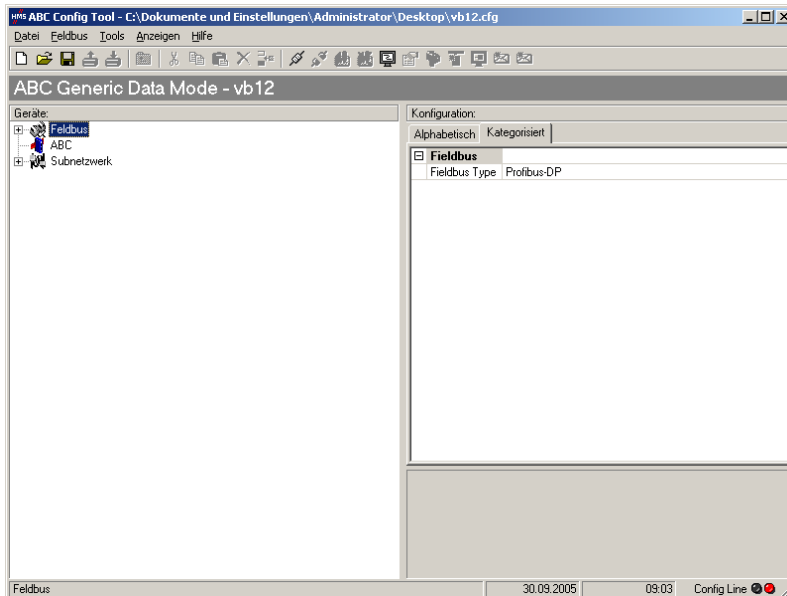 HMS ABC Config Tool - C:\Dokumente und Einstellungen\Administrator\Desktop\vb12.cfg
Datei Feldbus Tools Anzeigen Hilfe
ABC Generic Data Mode - vb12
Geräte:
Feldbus
ABC
Subnetzwerk
Konfiguration:
Alphabetisch Kategorisiert
Fieldbus
Fieldbus Type Profibus-DP
Feldbus 30.09.2005 09:03 Config Line